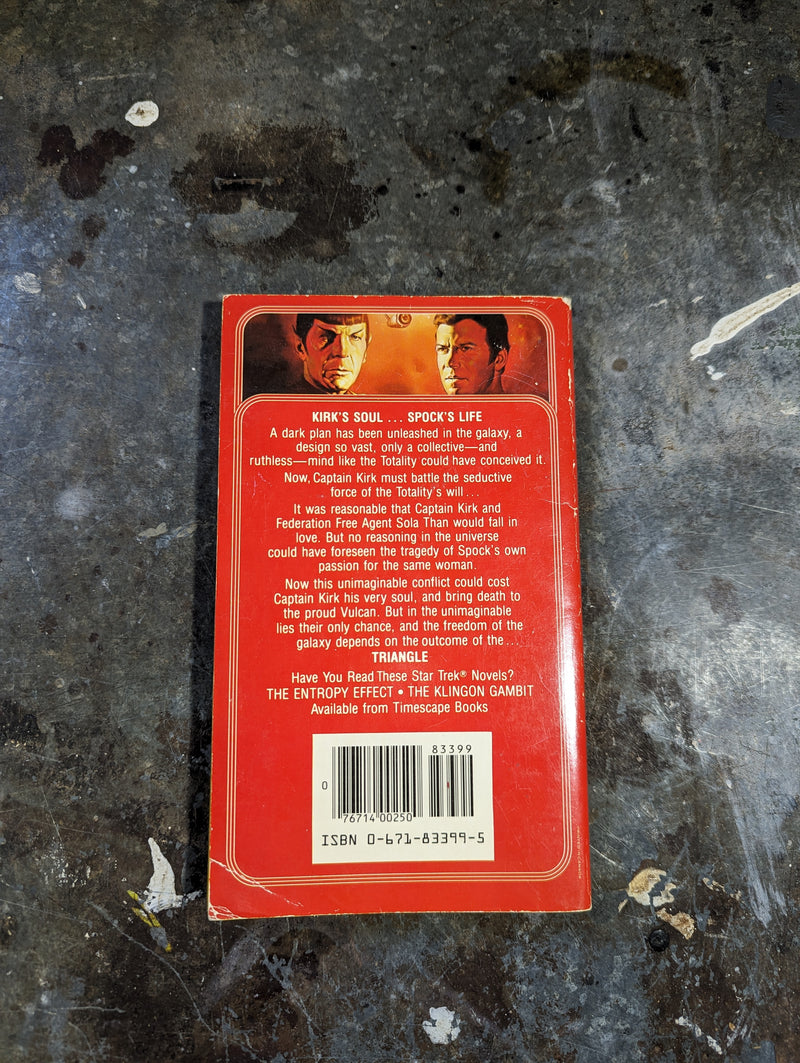 KIRK'S SOUL ... SPOCK'S LIFE
A dark plan has been unleashed in the galaxy, a
design so vast, only a collective—and
ruthless—mind like the Totality could have conceived it.
Now, Captain Kirk must battle the seductive
force of the Totality's will ...
It was reasonable that Captain Kirk and
Federation Free Agent Sola Than would fall in
love. But no reasoning in the universe
could have foreseen the tragedy of Spock's own
passion for the same woman.
Now this unimaginable conflict could cost
Captain Kirk his very soul, and bring death to
the proud Vulcan. But in the unimaginable
lies their only chance, and the freedom of the
galaxy depends on the outcome of the ...
TRIANGLE
Have You Read These Star Trek® Novels?
THE ENTROPY EFFECT • THE KLINGON GAMBIT
Available from Timescape Books
83399
0
76714 00250
ISBN 0-671-83399-5